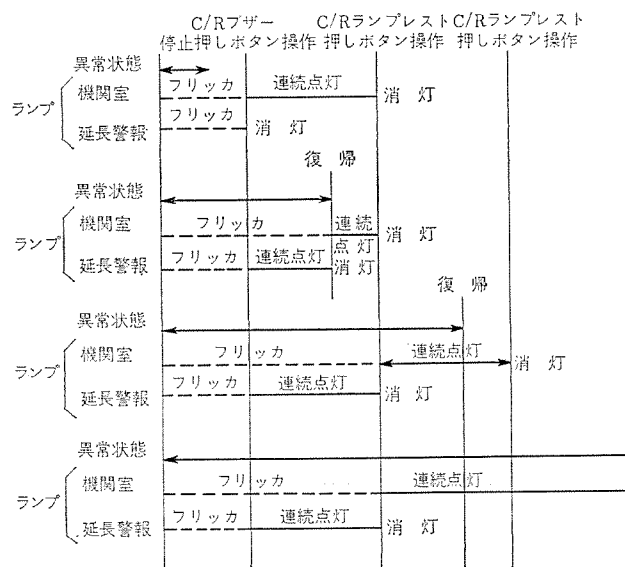 C/Rブザー C/Rランプレスト C/Rランプレスト
停止押しボタン操作 押しボタン操作 押しボタン操作
異常状態
ランプ
機関室
フリッカ 連続点灯 消灯
延長警報
フリッカ 消灯
復帰
異常状態
ランプ
機関室
フリッカ 連続点灯 消灯
延長警報
フリッカ 連続点灯 消灯
復帰
異常状態
ランプ
機関室
フリッカ 連続点灯 消灯
延長警報
フリッカ 連続点灯 消灯
異常状態
ランプ
機関室
フリッカ 連続点灯
延長警報
フリッカ 連続点灯 消灯